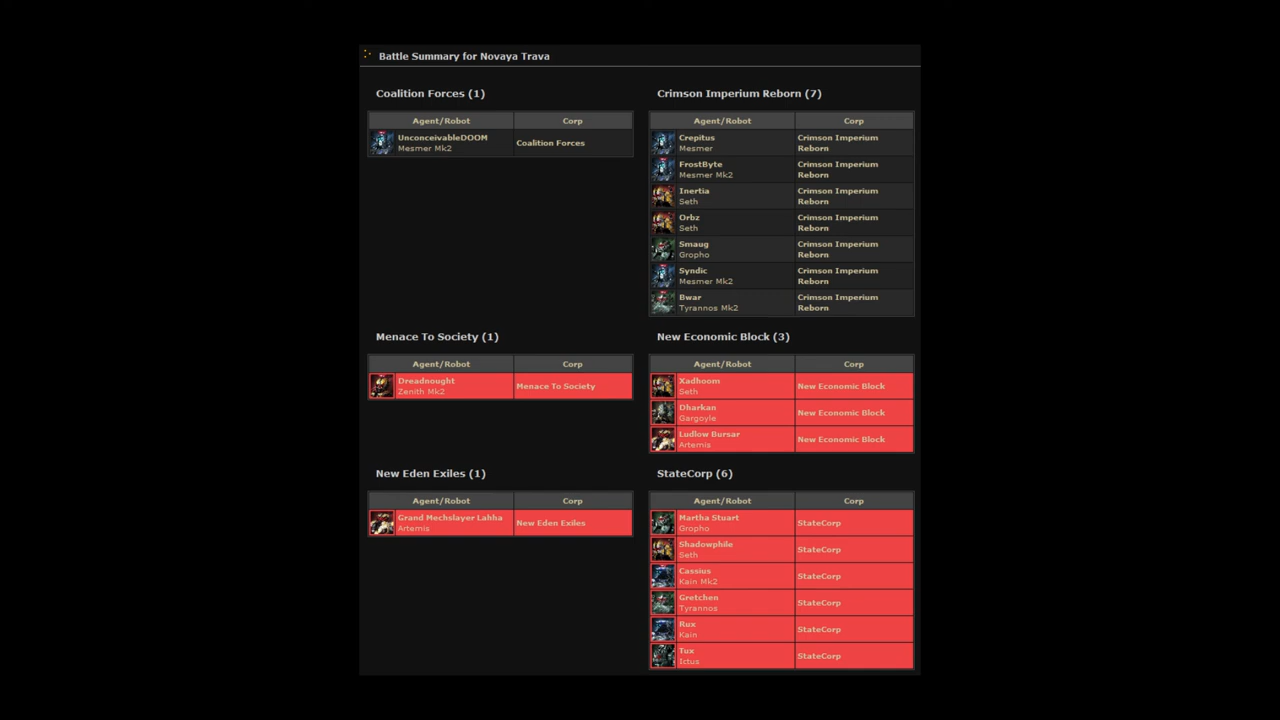 Battle Summary for Novaya Trava
Coalition Forces (1)
Agent/Robot Corp
UnconceivableDOOM
Mesmer Mk2
Coalition Forces
Crimson Imperium Reborn (7)
Agent/Robot Corp
Crepitus
Mesmer
Crimson Imperium
Reborn
FrostByte
Mesmer Mk2
Crimson Imperium
Reborn
Inertia
Seth
Crimson Imperium
Reborn
Orbz
Seth
Crimson Imperium
Reborn
Smaug
Gropho
Crimson Imperium
Reborn
Syndic
Mesmer Mk2
Crimson Imperium
Reborn
Bwar
Tyrannos Mk2
Crimson Imperium
Reborn
Menace To Society (1)
Agent/Robot Corp
Dreadnought
Zenith Mk2
Menace To Society
New Economic Block (3)
Agent/Robot Corp
Xadhoom
Seth
New Economic Block
Dharkan
Gargoyle
New Economic Block
Ludlow Bursar
Artemis
New Economic Block
New Eden Exiles (1)
Agent/Robot Corp
Grand Mechslayer Lahha
Artemis
New Eden Exiles
StateCorp (6)
Agent/Robot Corp
Martha Stuart
Gropho
StateCorp
Shadowphile
Seth
StateCorp
Cassius
Kain Mk2
StateCorp
Gretchen
Tyrannos
StateCorp
Rux
Kain
StateCorp
Tux
Ictus
StateCorp